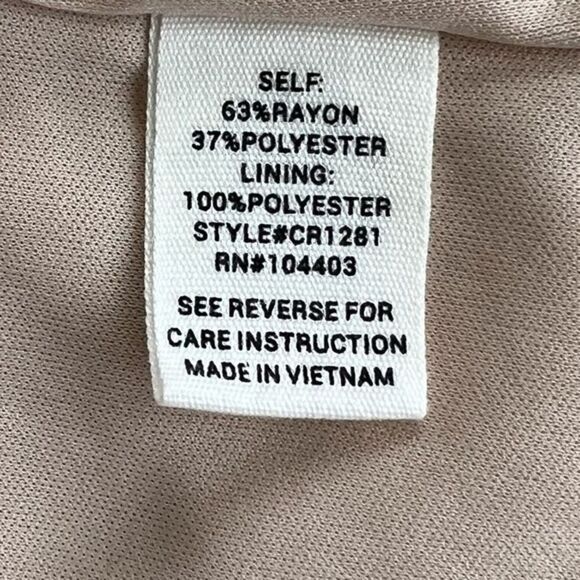 SELF:
63%RAYON
37%POLYESTER
LINING:
100%POLYESTER
STYLE#CR1281
RN#104403
SEE REVERSE FOR
CARE INSTRUCTION
MADE IN VIETNAM